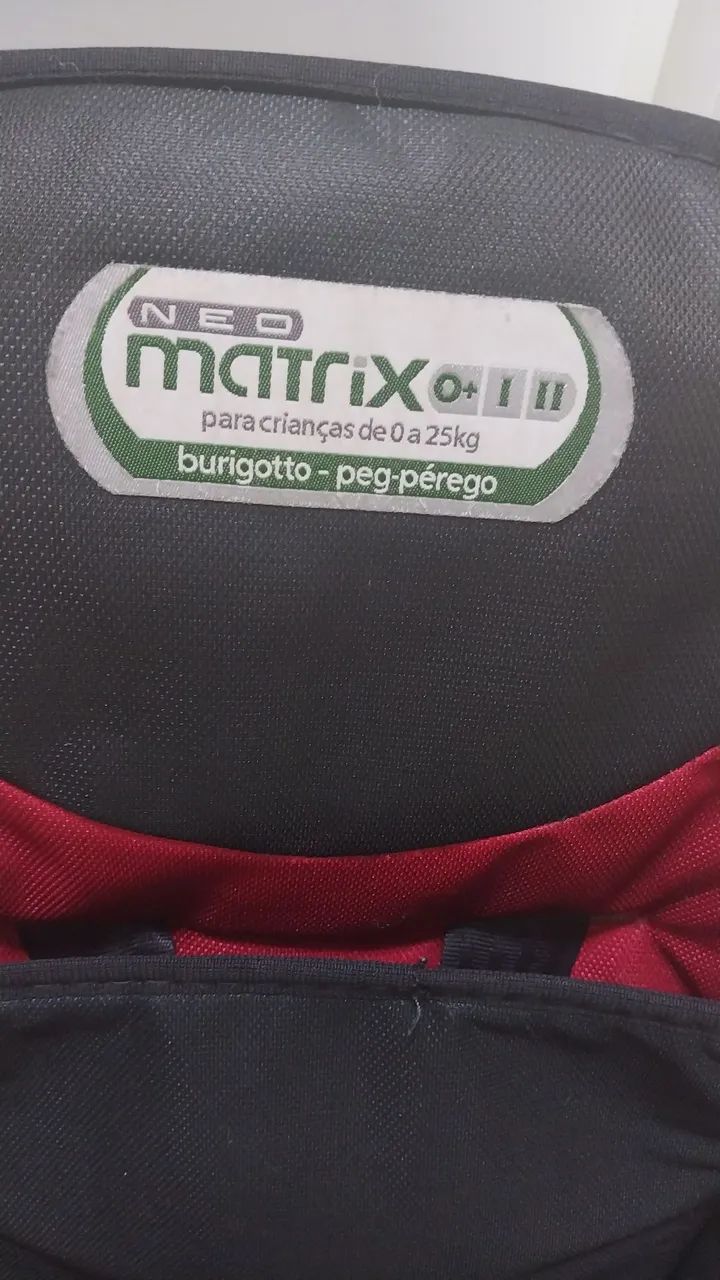 NEO
matrix 0+ I II
para crianças de 0 a 25kg
burigotto - peg-pérego